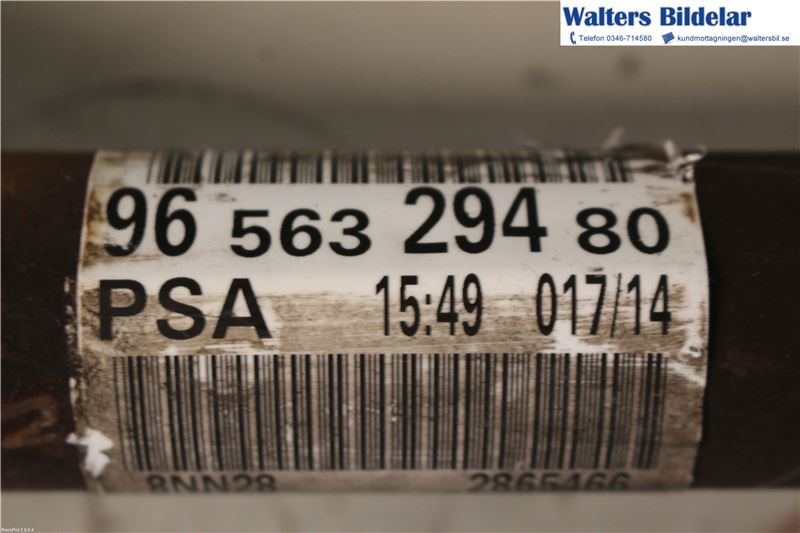 Walters Bildelar
Telefon 0346-714580 kundmottagningen@waltersbil.se
96 563 294 80
PSA 15:49 017/14
8NN28 2865466